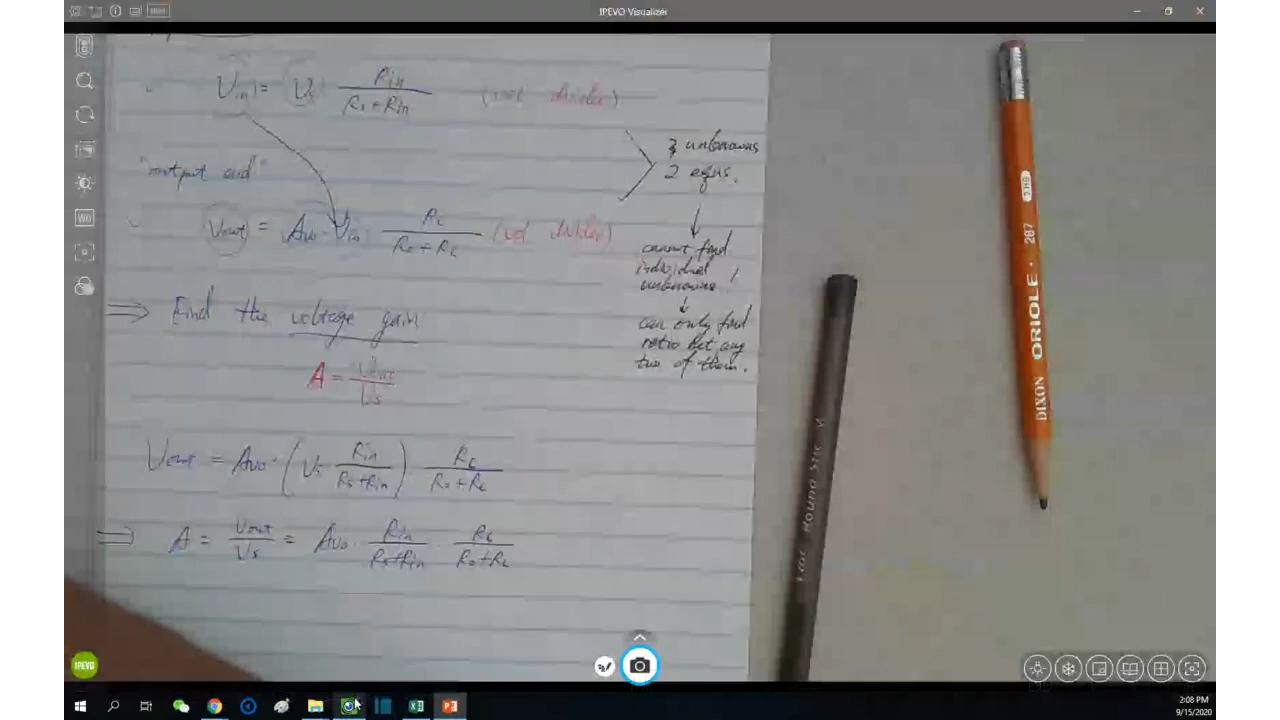 IPEVO Visualizer
Vin = Vs Rin / Rs + Rin (vol divider)
3 unknowns
2 equs.
"output end"
Vout = Avo · Vin · RL / Ro + RL (vol divider)
cannot find
individual
unknowns !
⇒ Find the voltage gain
can only find
ratio bet any
two of them.
A = Vout / Vs
Vout = Avo · ( Vs Rin / Rs + Rin ) RL / Ro + RL
⇒ A = Vout / Vs = Avo · Rin / Rs + Rin · RL / Ro + RL
DIXON ORIOLE · 287
2 HB
ROUND STIC
IPEVO
2:08 PM
9/15/2020